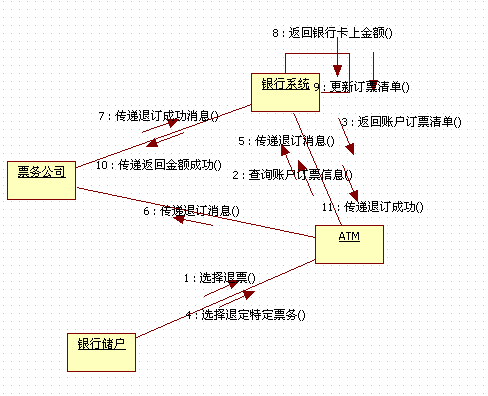 8 : 返回银行卡上金额()
银行系统
9 : 更新订票清单()
7 : 传递退订成功消息()
3 : 返回账户订票清单()
5 : 传递退订消息()
10 : 传递返回金额成功()
票务公司
2 : 查询账户订票信息()
6 : 传递退订消息()
11 : 传递退订成功()
ATM
1 : 选择退票()
4 : 选择退定特定票务()
银行储户